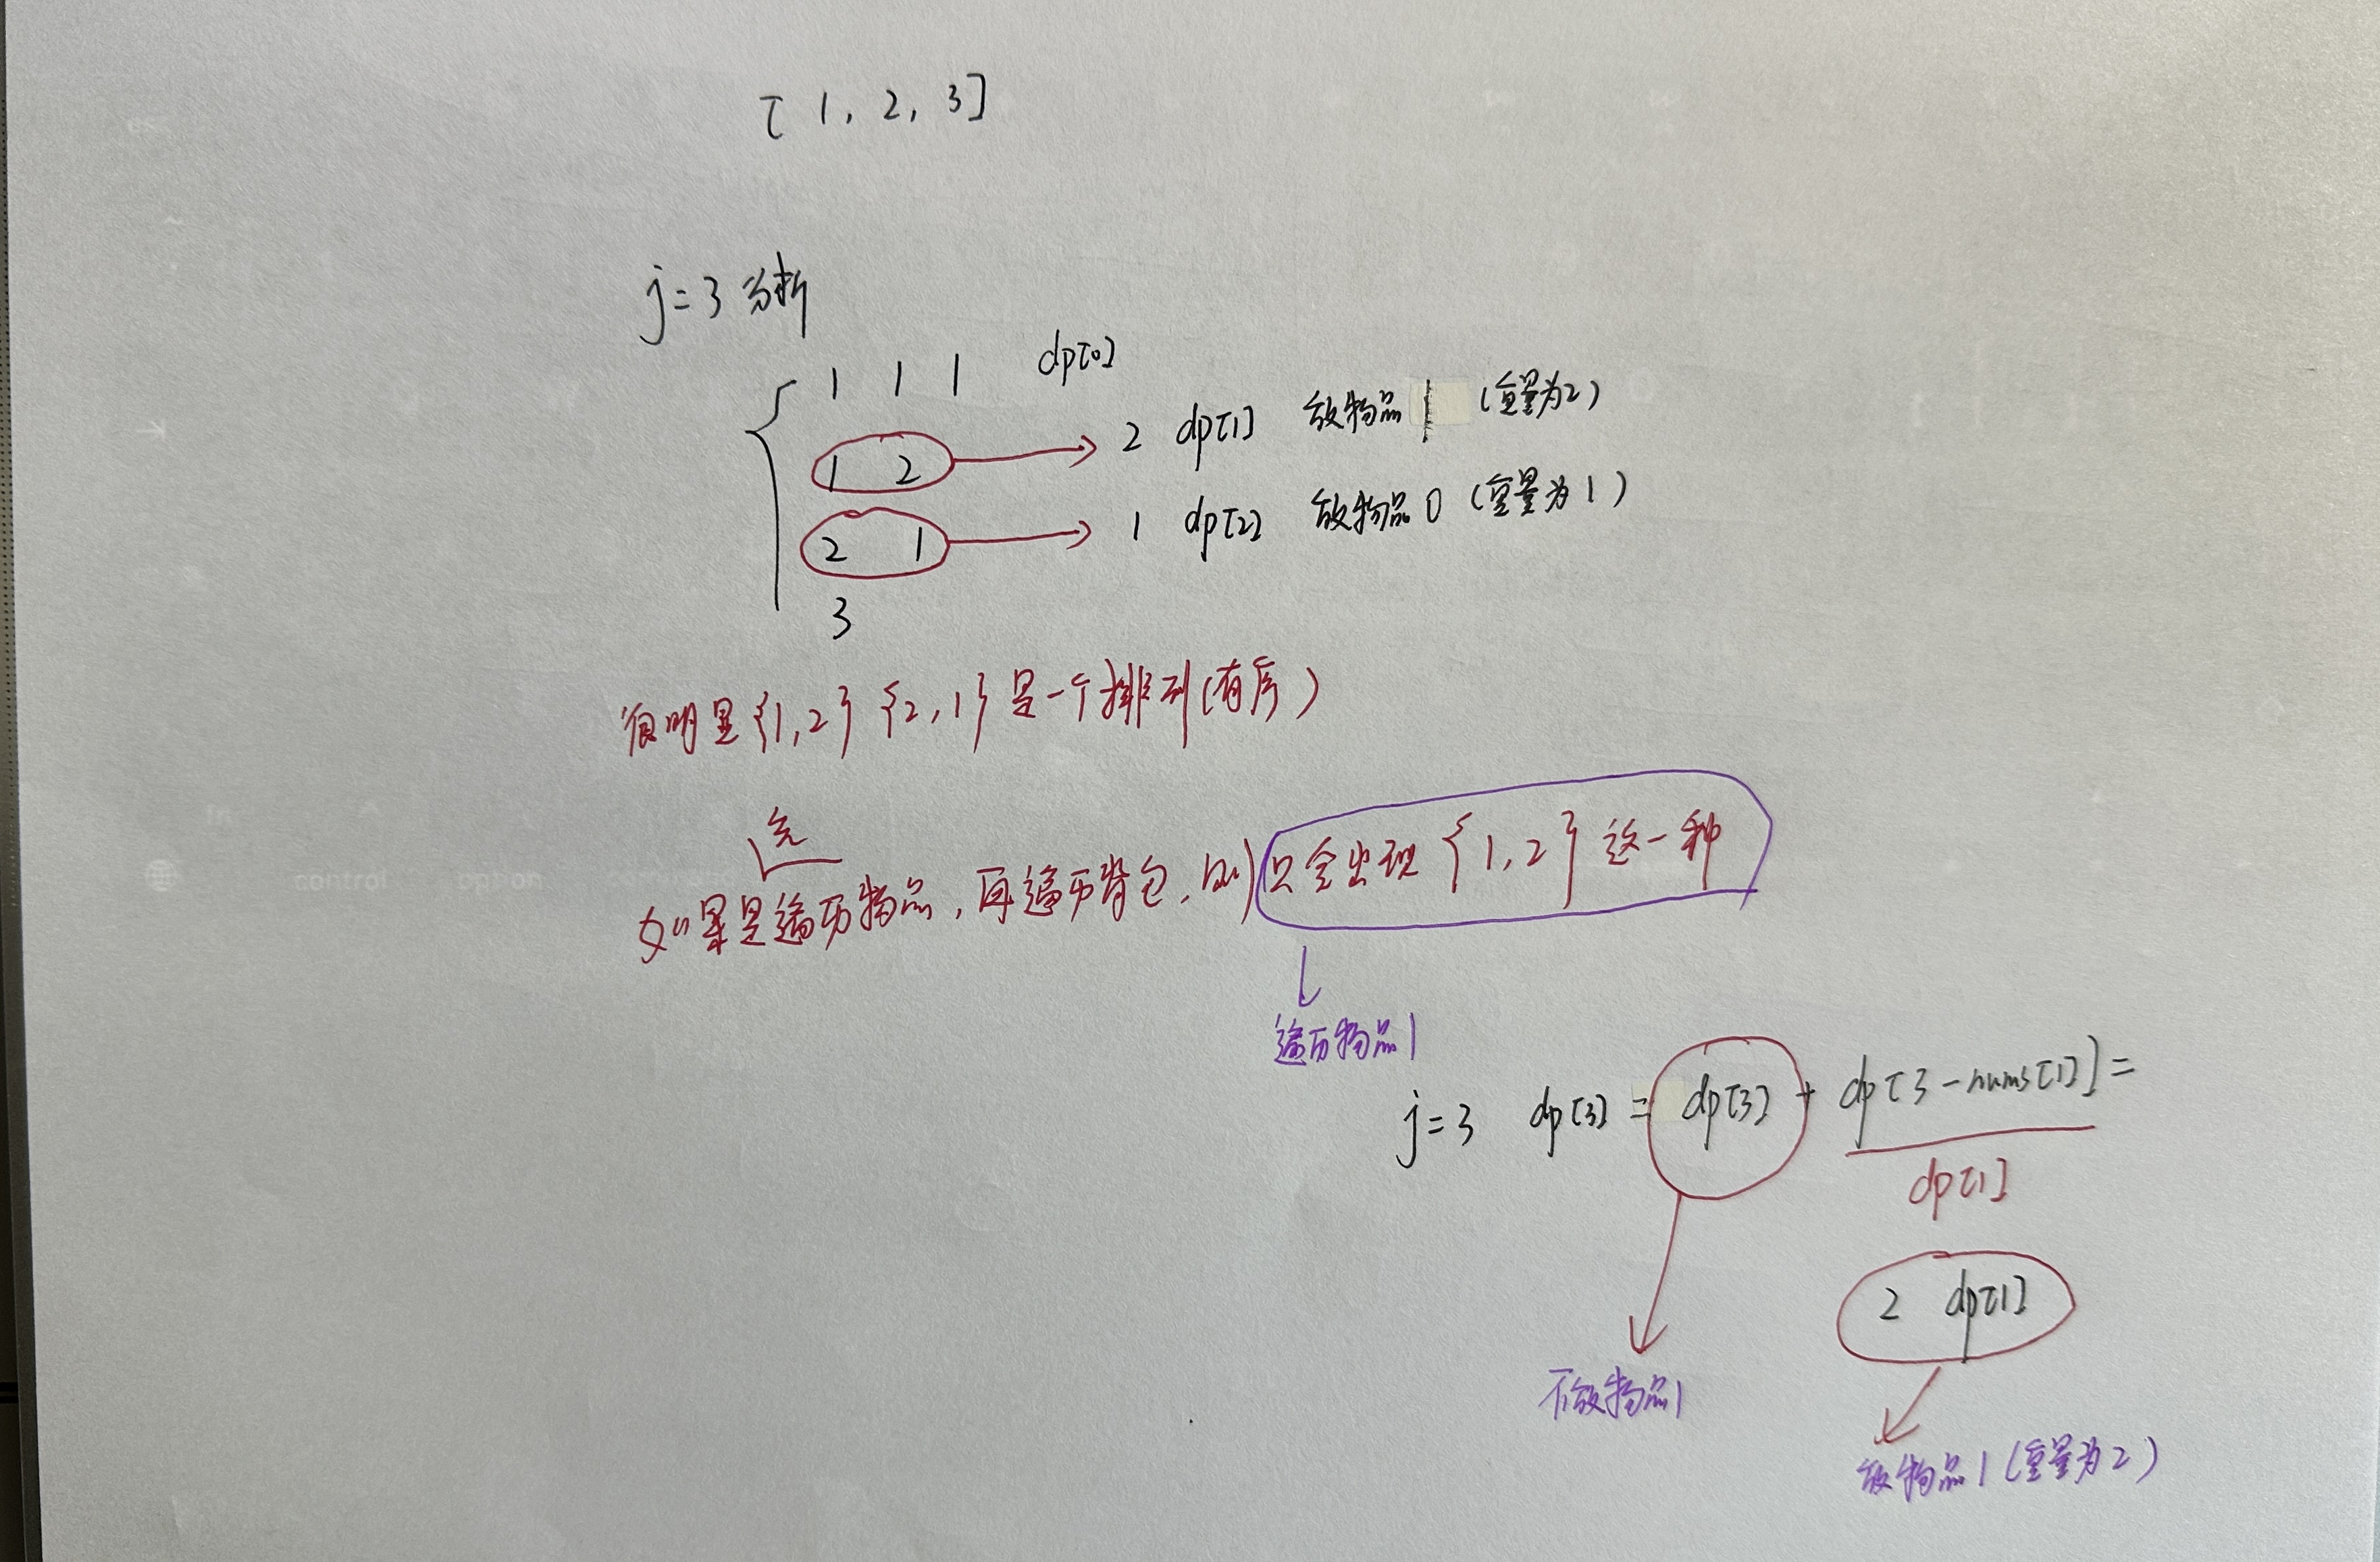 [1, 2, 3]
j=3 分析
1 1 1 dp[0]
1 2 → 2 dp[1] 放物品1 (重量为2)
2 1 → 1 dp[2] 放物品0 (重量为1)
3
很明显{1,2} {2,1}是一个排列(有序)
先
如果是遍历物品,再遍历背包,则只会出现{1,2}这一种
遍历物品1
j=3 dp[3] = dp[3] + dp[3-nums[1]] =
dp[1]
2 dp[1]
不放物品1
放物品1(重量为2)